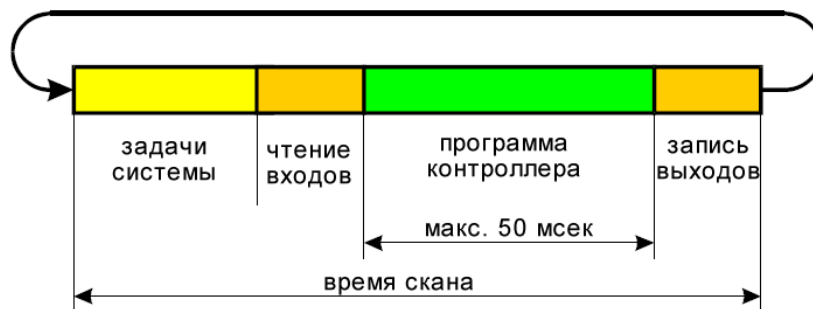 задачи
системы
чтение
входов
программа
контроллера
запись
выходов
макс. 50 мсек
время скана